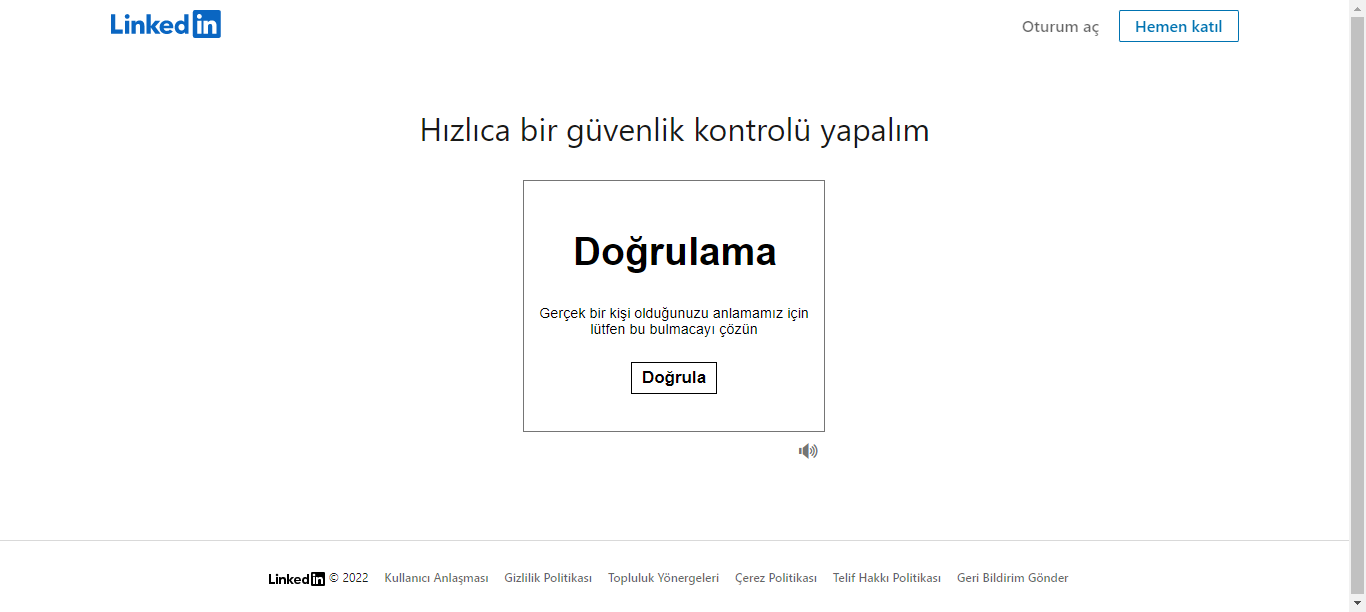 LinkedIn
Oturum aç
Hemen katıl
Hızlıca bir güvenlik kontrolü yapalım
Doğrulama
Gerçek bir kişi olduğunuzu anlamamız için
lütfen bu bulmacayı çözün
Doğrula
LinkedIn © 2022 Kullanıcı Anlaşması Gizlilik Politikası Topluluk Yönergeleri Çerez Politikası Telif Hakkı Politikası Geri Bildirim Gönder